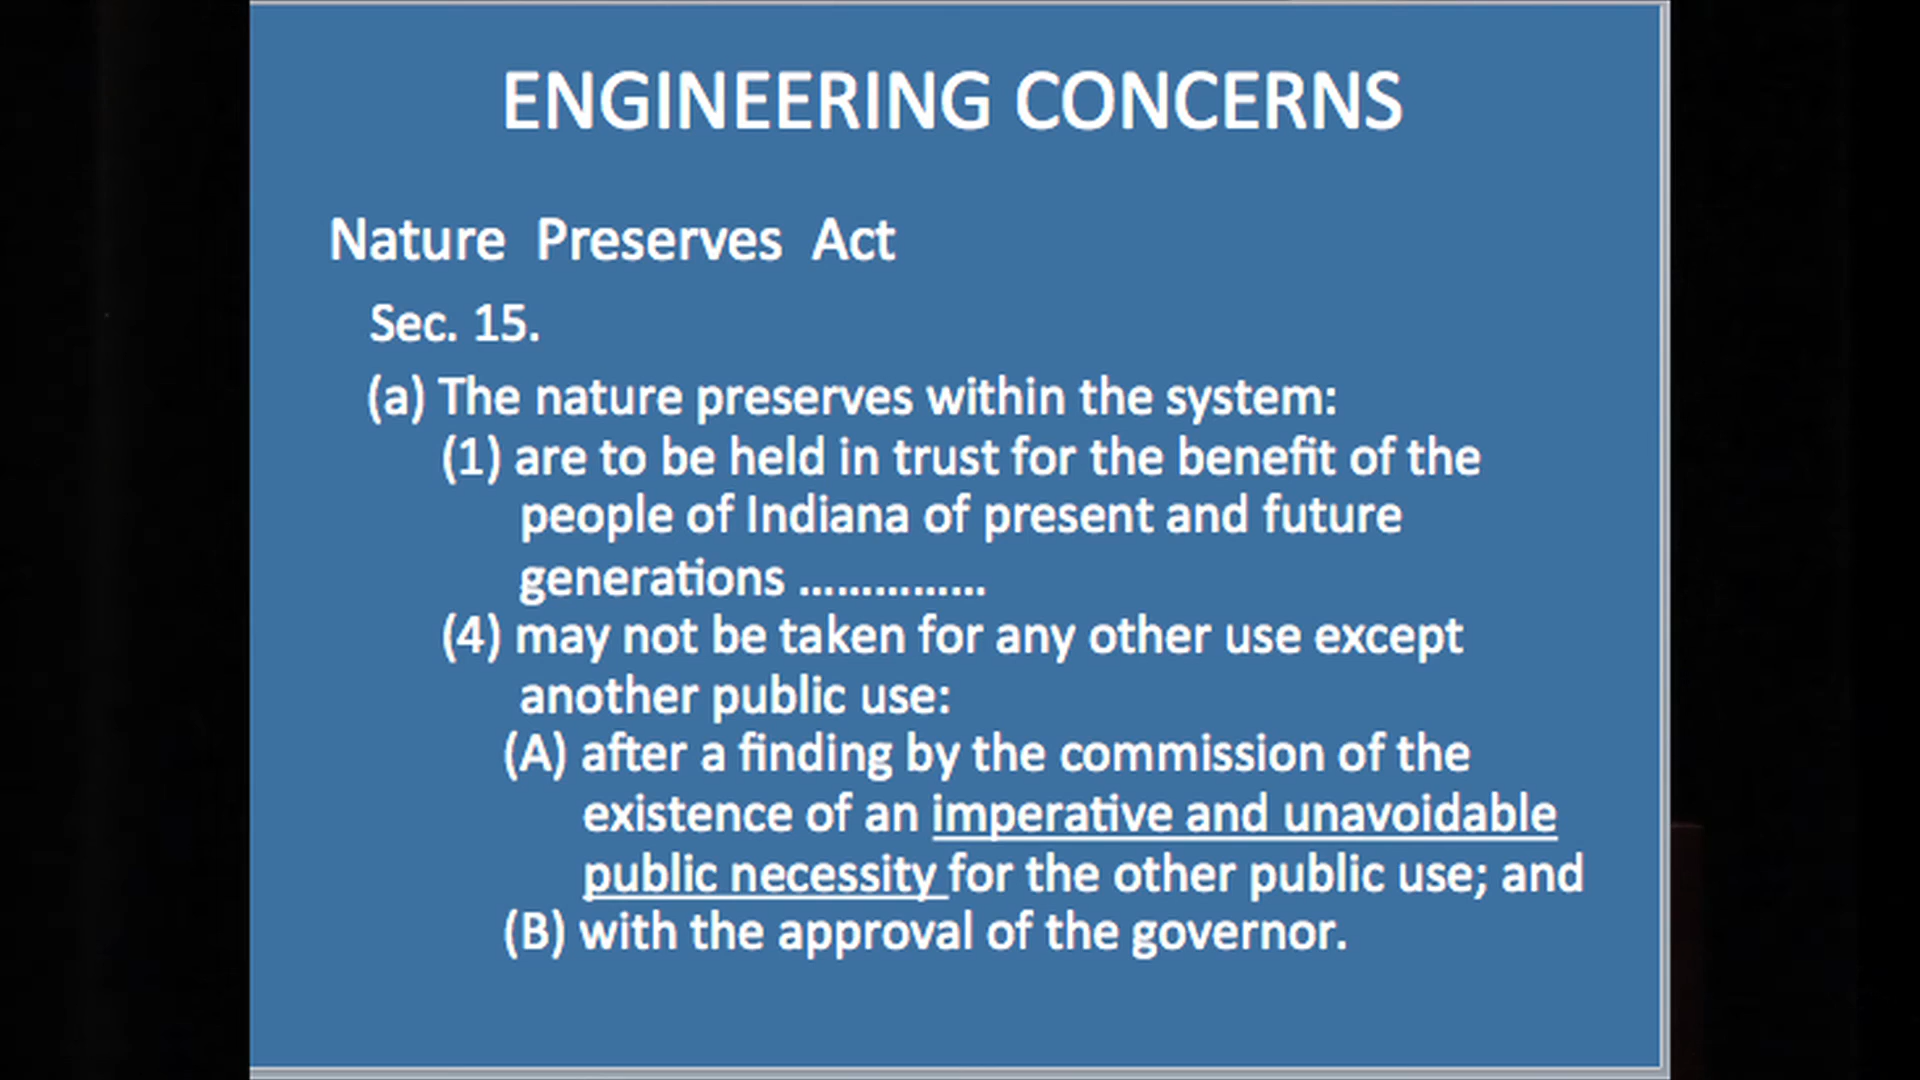 ENGINEERING CONCERNS
Nature Preserves Act
Sec. 15.
(a) The nature preserves within the system:
(1) are to be held in trust for the benefit of the
people of Indiana of present and future
generations ...............
(4) may not be taken for any other use except
another public use:
(A) after a finding by the commission of the
existence of an imperative and unavoidable
public necessity for the other public use; and
(B) with the approval of the governor.